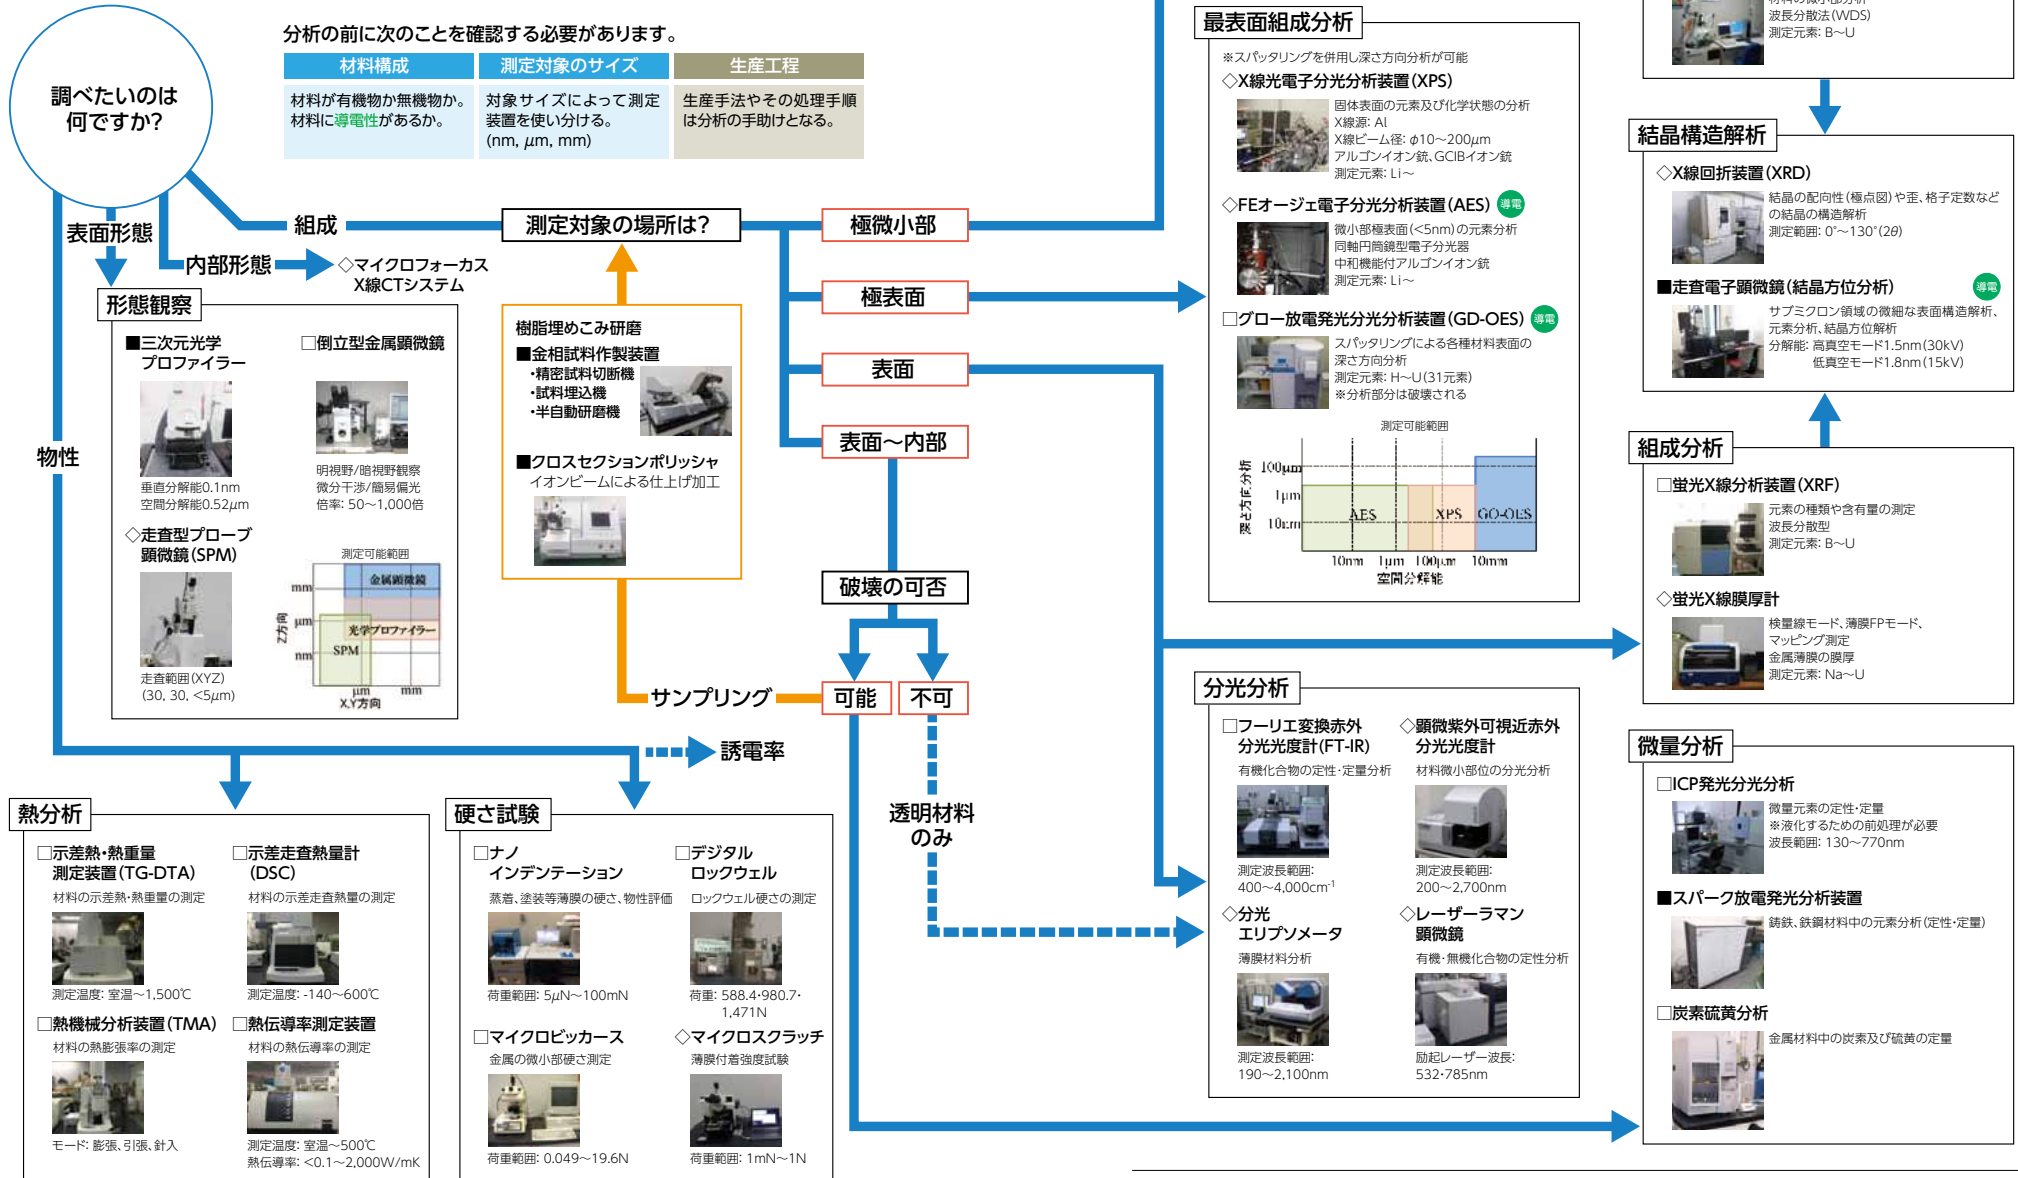 調べたいのは
何ですか?
分析の前に次のことを確認する必要があります。
材料構成
材料が有機物か無機物か。
材料に導電性があるか。
測定対象のサイズ
対象サイズによって測定
装置を使い分ける。
(nm, μm, mm)
生産工程
生産手法やその処理手順
は分析の手助けとなる。
組成
表面形態
内部形態
◇マイクロフォーカス
X線CTシステム
物性
形態観察
■三次元光学
プロファイラー
垂直分解能0.1nm
空間分解能0.52μm
□倒立型金属顕微鏡
明視野/暗視野観察
微分干渉/簡易偏光
倍率: 50〜1,000倍
◇走査型プローブ
顕微鏡(SPM)
走査範囲(XYZ)
(30, 30, <5μm)
測定可能範囲
金属顕微鏡
光学プロファイラー
SPM
mm
μm
nm
Z方向
μm
mm
X,Y方向
測定対象の場所は?
樹脂埋めこみ研磨
■金相試料作製装置
・精密試料切断機
・試料埋込機
・半自動研磨機
■クロスセクションポリッシャ
イオンビームによる仕上げ加工
サンプリング
極微小部
極表面
表面
表面〜内部
破壊の可否
可能
不可
透明材料
のみ
誘電率
熱分析
□示差熱・熱重量
測定装置(TG-DTA)
材料の示差熱・熱重量の測定
測定温度: 室温〜1,500℃
□示差走査熱量計
(DSC)
材料の示差走査熱量の測定
測定温度: -140〜600℃
□熱機械分析装置(TMA)
材料の熱膨張率の測定
モード: 膨張、引張、針入
□熱伝導率測定装置
材料の熱伝導率の測定
測定温度: 室温〜500℃
熱伝導率: <0.1〜2,000W/mK
硬さ試験
□ナノ
インデンテーション
蒸着、塗装等薄膜の硬さ、物性評価
荷重範囲: 5μN〜100mN
□デジタル
ロックウェル
ロックウェル硬さの測定
荷重: 588.4・980.7・
1,471N
□マイクロビッカース
金属の微小部硬さ測定
荷重範囲: 0.049〜19.6N
◇マイクロスクラッチ
薄膜付着強度試験
荷重範囲: 1mN〜1N
最表面組成分析
※スパッタリングを併用し深さ方向分析が可能
◇X線光電子分光分析装置(XPS)
固体表面の元素及び化学状態の分析
X線源: Al
X線ビーム径: φ10〜200μm
アルゴンイオン銃、GCIBイオン銃
測定元素: Li〜
◇FEオージェ電子分光分析装置(AES) 導電
微小部極表面(<5nm)の元素分析
同軸円筒鏡型電子分光器
中和機能付アルゴンイオン銃
測定元素: Li〜
□グロー放電発光分光分析装置(GD-OES) 導電
スパッタリングによる各種材料表面の
深さ方向分析
測定元素: H〜U(31元素)
※分析部分は破壊される
測定可能範囲
深さ方向分析
100μm
1μm
10nm
AES
XPS
GO-OES
10nm 1μm 100μm 10mm
空間分解能
分光分析
□フーリエ変換赤外
分光光度計(FT-IR)
有機化合物の定性・定量分析
測定波長範囲:
400〜4,000cm⁻¹
◇顕微紫外可視近赤外
分光光度計
材料微小部位の分光分析
測定波長範囲:
200〜2,700nm
◇分光
エリプソメータ
薄膜材料分析
測定波長範囲:
190〜2,100nm
◇レーザーラマン
顕微鏡
有機・無機化合物の定性分析
励起レーザー波長:
532・785nm
波長分散法(WDS)
測定元素: B〜U
結晶構造解析
◇X線回折装置(XRD)
結晶の配向性(極点図)や歪、格子定数など
の結晶の構造解析
測定範囲: 0°〜130°(2θ)
■走査電子顕微鏡(結晶方位分析) 導電
サブミクロン領域の微細な表面構造解析、
元素分析、結晶方位解析
分解能: 高真空モード1.5nm(30kV)
低真空モード1.8nm(15kV)
組成分析
□蛍光X線分析装置(XRF)
元素の種類や含有量の測定
波長分散型
測定元素: B〜U
◇蛍光X線膜厚計
検量線モード、薄膜FPモード、
マッピング測定
金属薄膜の膜厚
測定元素: Na〜U
微量分析
□ICP発光分光分析
微量元素の定性・定量
※液化するための前処理が必要
波長範囲: 130〜770nm
■スパーク放電発光分析装置
鋳鉄、鉄鋼材料中の元素分析(定性・定量)
□炭素硫黄分析
金属材料中の炭素及び硫黄の定量